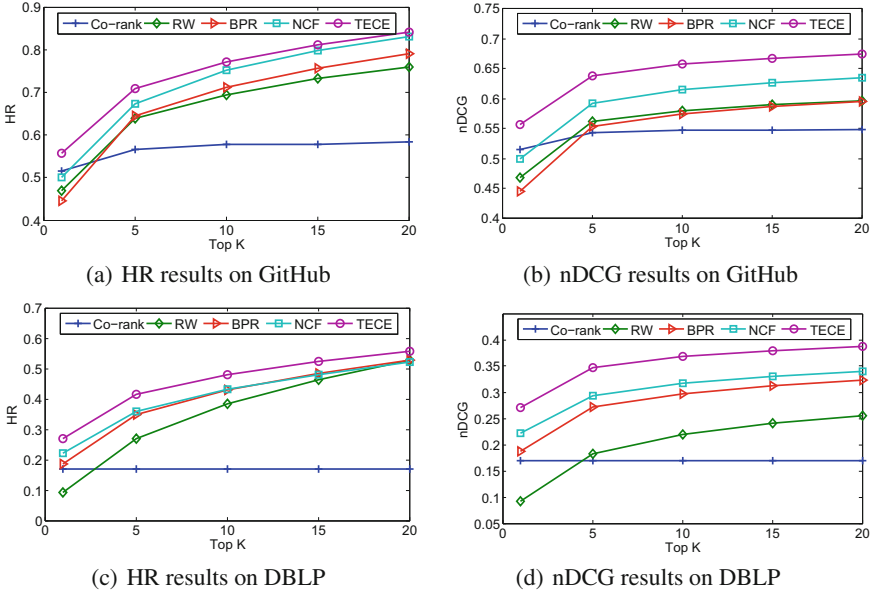 0.9
Co-rank RW BPR NCF TECE
0.8
0.7
HR
0.6
0.5
0.4
0 5 10 15 20
Top K
(a) HR results on GitHub
0.75
Co-rank RW BPR NCF TECE
0.7
0.65
nDCG
0.6
0.55
0.5
0.45
0.4
0 5 10 15 20
Top K
(b) nDCG results on GitHub
0.7
Co-rank RW BPR NCF TECE
0.6
0.5
0.4
HR
0.3
0.2
0.1
0
0 5 10 15 20
Top K
(c) HR results on DBLP
Co-rank RW BPR NCF TECE
0.4
0.35
0.3
nDCG
0.25
0.2
0.15
0.1
0.05
0 5 10 15 20
Top K
(d) nDCG results on DBLP